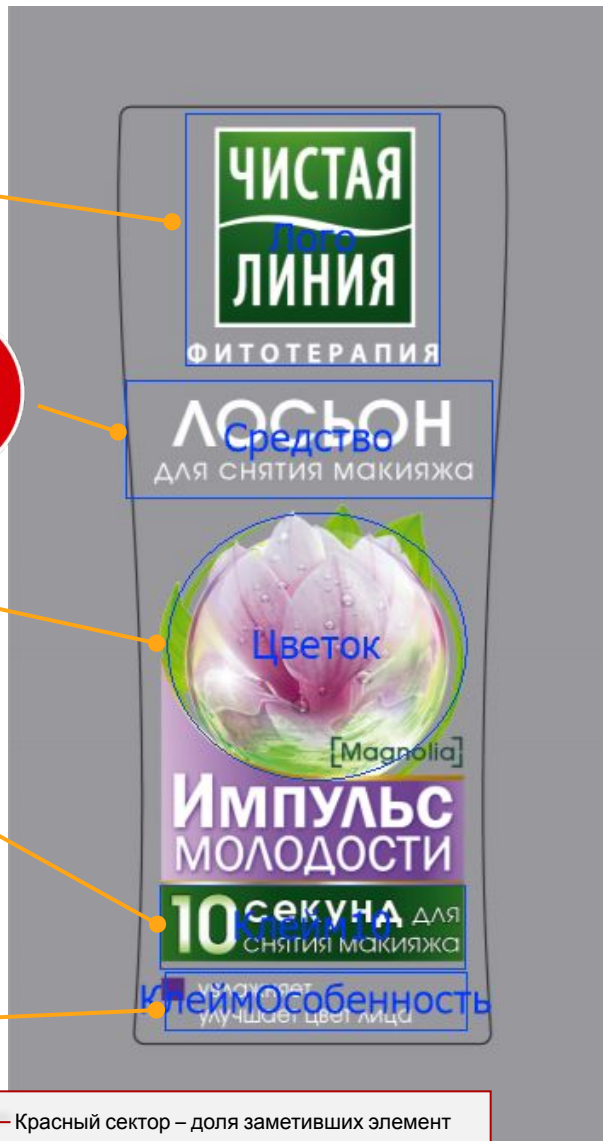 ЧИСТАЯ
Лого
ЛИНИЯ
ФИТОТЕРАПИЯ
ЛОСЬОН
Средство
для снятия макияжа
Цветок
[Magnolia]
Импульс
молодости
10 секунд для
Клейм10
снятия макияжа
увлажняет
КлеймОсобенность
улучшает цвет лица
Красный сектор – доля заметивших элемент